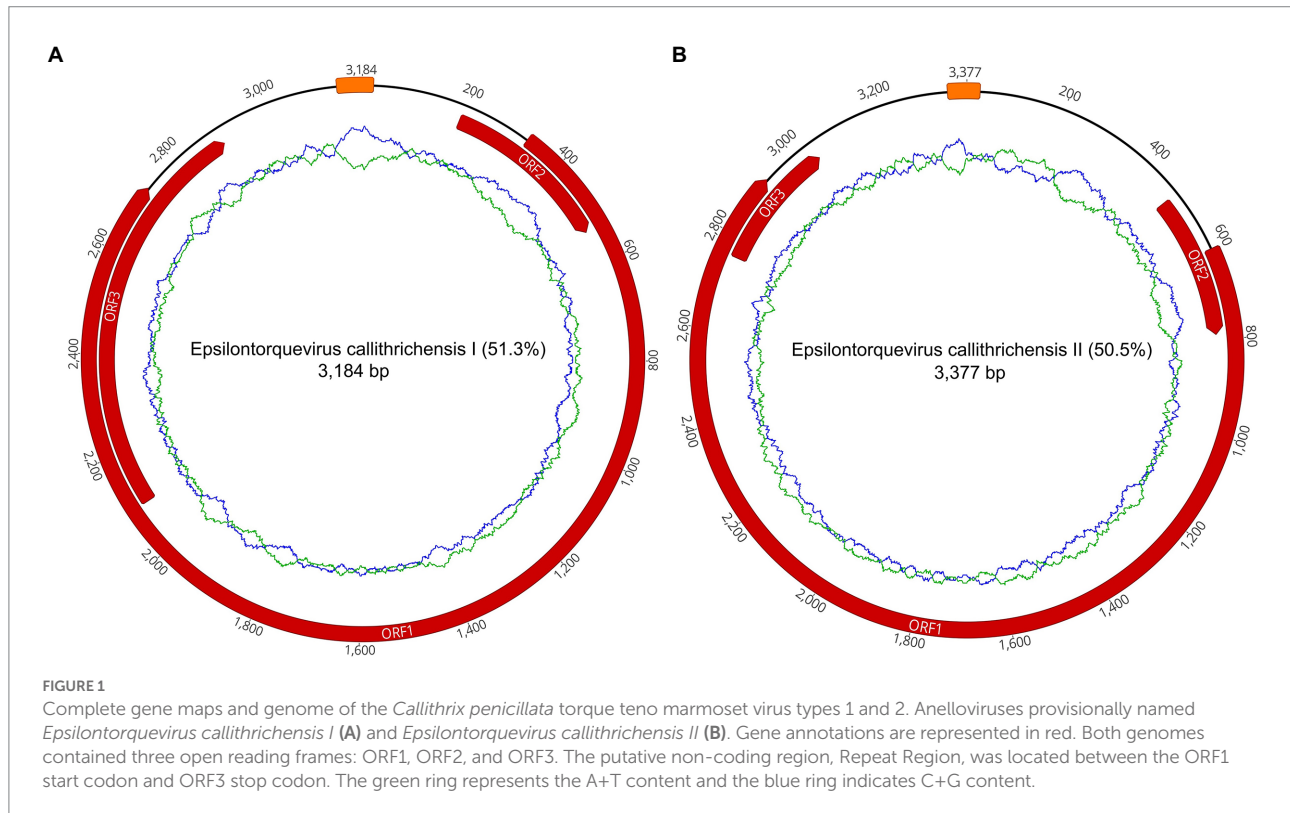 A
3,184
200
400
600
800
1,000
1,200
1,400
1,600
1,800
2,000
2,200
2,400
2,600
2,800
3,000
ORF2
ORF3
ORF1
Epsilontorquevirus callithrichensis I (51.3%)
3,184 bp
B
3,377
200
400
600
800
1,000
1,200
1,400
1,600
1,800
2,000
2,200
2,400
2,600
2,800
3,000
3,200
ORF2
ORF3
ORF1
Epsilontorquevirus callithrichensis II (50.5%)
3,377 bp
FIGURE 1
Complete gene maps and genome of the Callithrix penicillata torque teno marmoset virus types 1 and 2. Anelloviruses provisionally named
Epsilontorquevirus callithrichensis I (A) and Epsilontorquevirus callithrichensis II (B). Gene annotations are represented in red. Both genomes
contained three open reading frames: ORF1, ORF2, and ORF3. The putative non-coding region, Repeat Region, was located between the ORF1
start codon and ORF3 stop codon. The green ring represents the A+T content and the blue ring indicates C+G content.